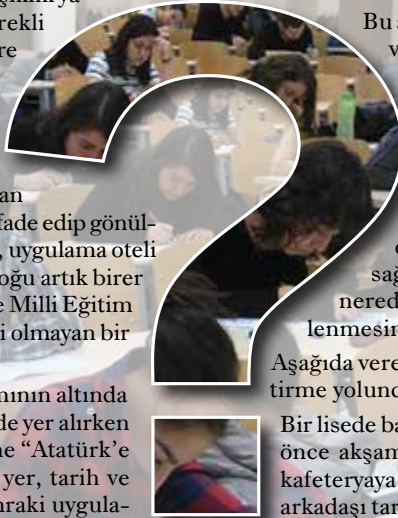 rekli
re
an
fade edip gönül-
, uygulama oteli
oğu artık birer
e Milli Eğitim
i olmayan bir
mının altında
de yer alırken
ne “Atatürk’e
yer, tarih ve
nraki uygula-
Bu a
v
sağ
nered
lenmesin
Aşağıda vere
tirme yolund
Bir lisede ba
önce akşam
kafeteryaya
arkadaşı tar